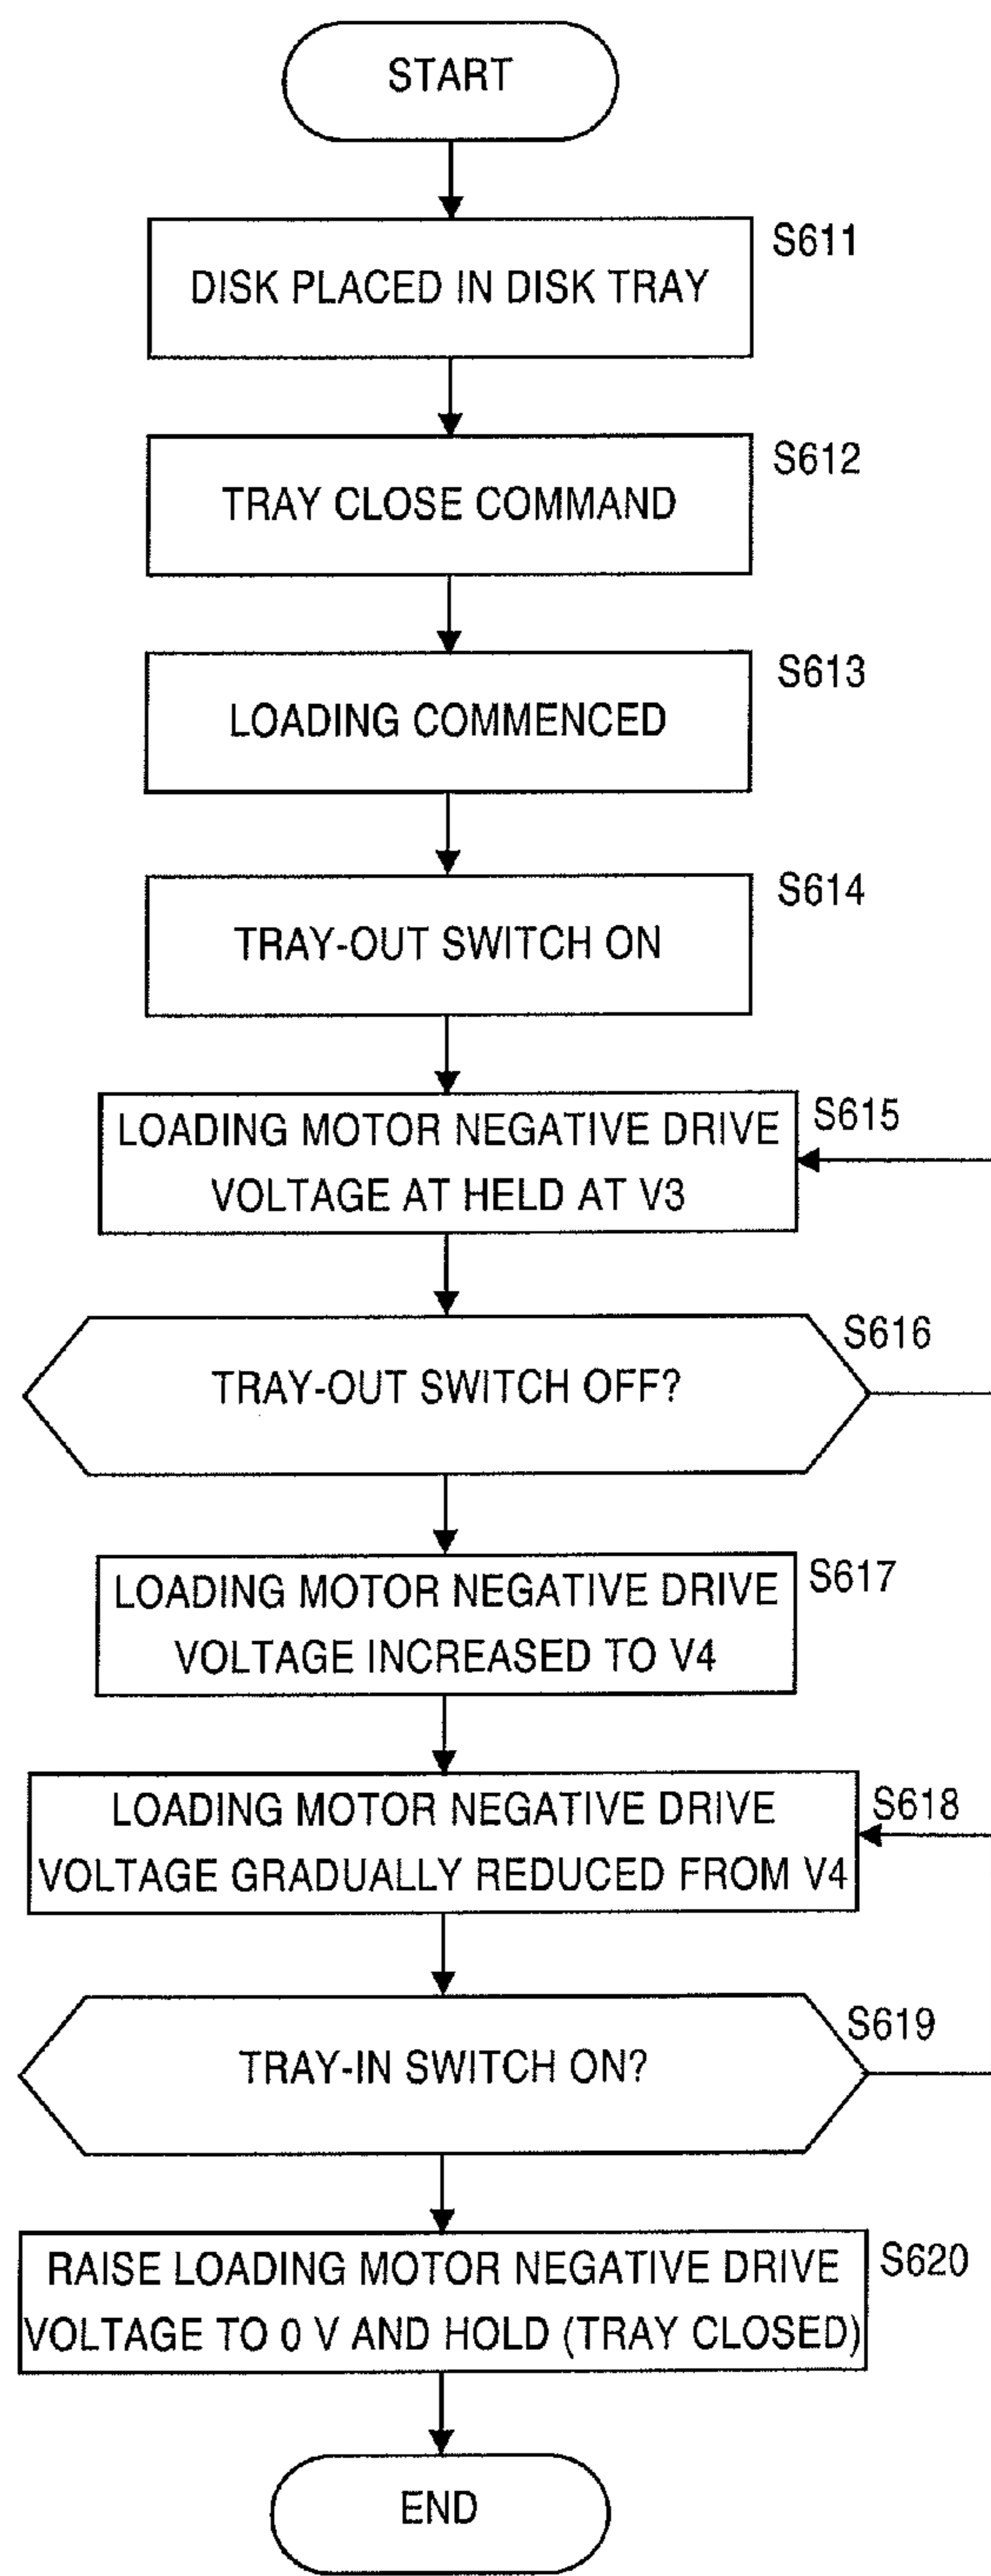 START
S611
DISK PLACED IN DISK TRAY
S612
TRAY CLOSE COMMAND
S613
LOADING COMMENCED
S614
TRAY-OUT SWITCH ON
S615
LOADING MOTOR NEGATIVE DRIVE
VOLTAGE AT HELD AT V3
S616
TRAY-OUT SWITCH OFF?
S617
LOADING MOTOR NEGATIVE DRIVE
VOLTAGE INCREASED TO V4
S618
LOADING MOTOR NEGATIVE DRIVE
VOLTAGE GRADUALLY REDUCED FROM V4
S619
TRAY-IN SWITCH ON?
S620
RAISE LOADING MOTOR NEGATIVE DRIVE
VOLTAGE TO 0 V AND HOLD (TRAY CLOSED)
END